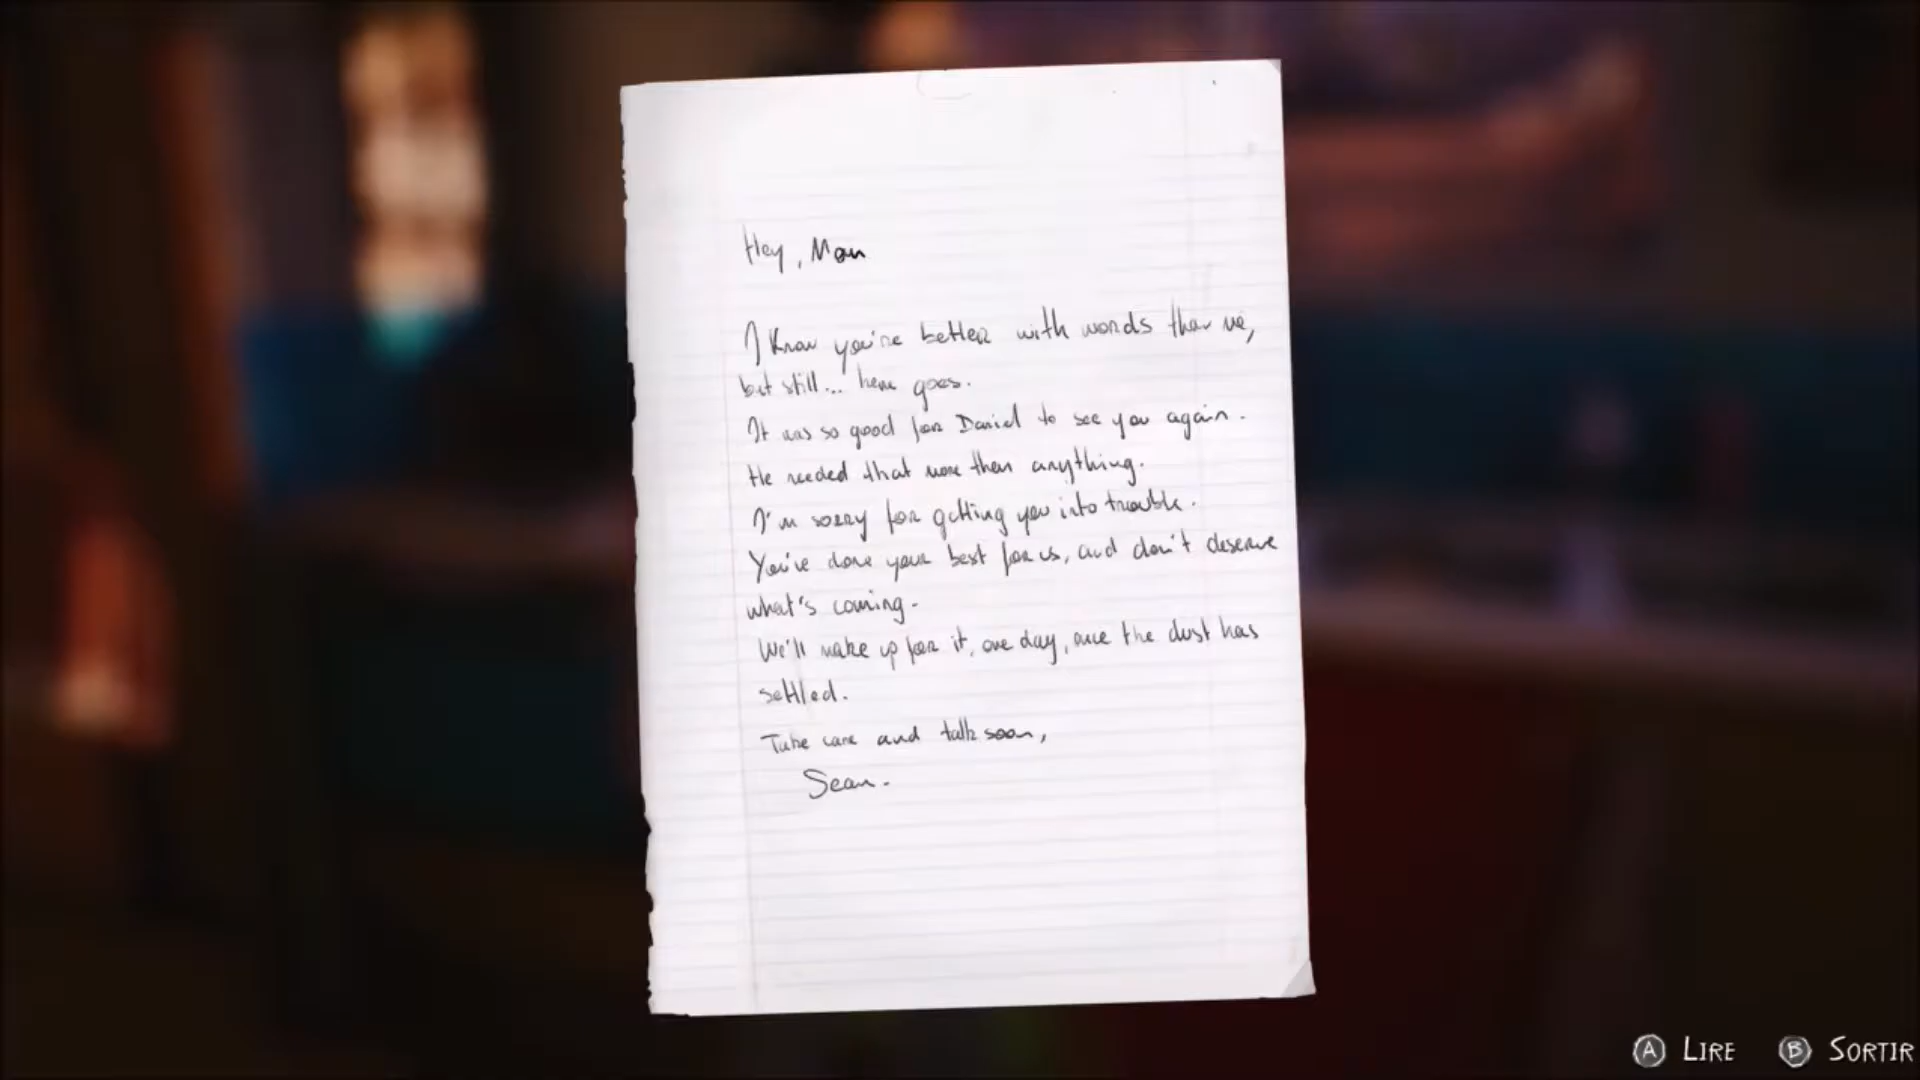 Hey, Mom
I know you're better with words than me,
but still... here goes.
It was so good for Daniel to see you again.
He needed that more then anything.
I'm sorry for getting you into trouble.
You've done your best for us, and don't deserve
what's coming.
We'll make up for it, one day, once the dust has
settled.
Take care and talk soon,
Sean.
A LIRE B SORTIR